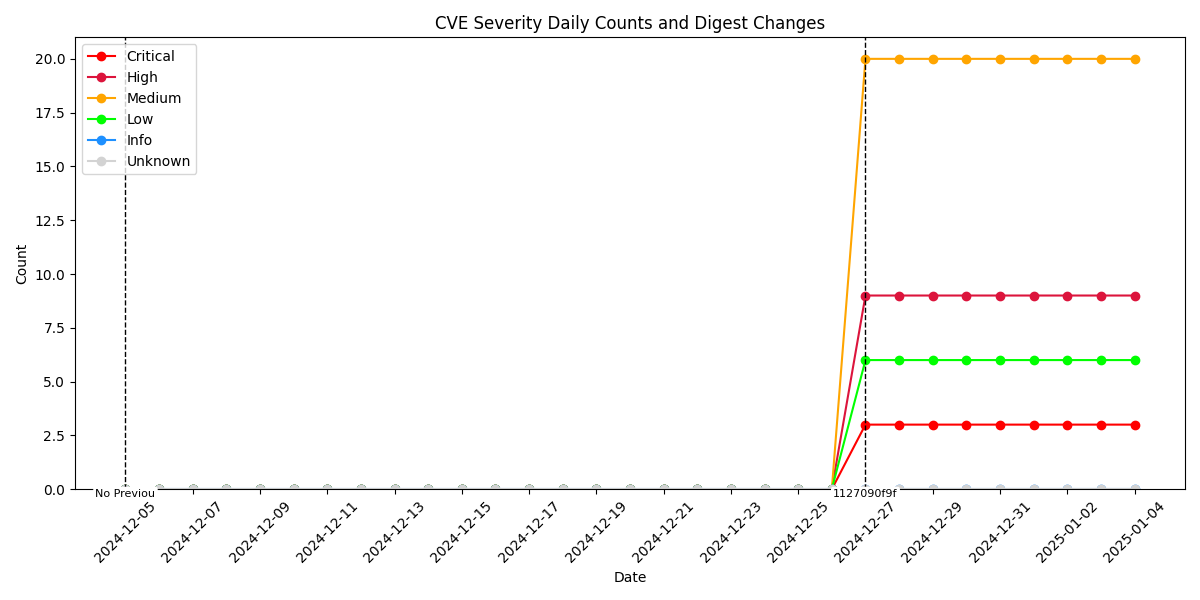 CVE Severity Daily Counts and Digest Changes
Critical
High
Medium
Low
Info
Unknown
Count
20.0
17.5
15.0
12.5
10.0
7.5
5.0
2.5
0.0
No Previou
1127090f9f
2024-12-05
2024-12-07
2024-12-09
2024-12-11
2024-12-13
2024-12-15
2024-12-17
2024-12-19
2024-12-21
2024-12-23
2024-12-25
2024-12-27
2024-12-29
2024-12-31
2025-01-02
2025-01-04
Date